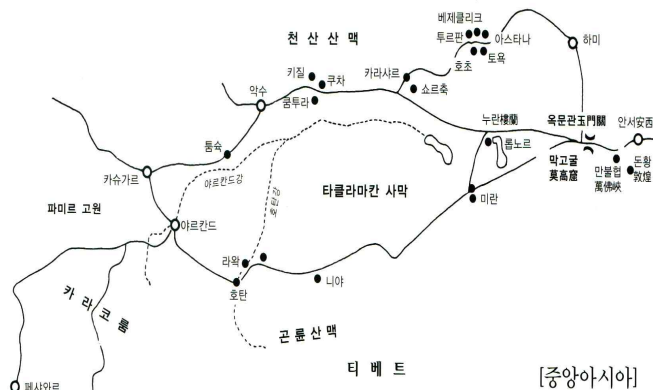 베제클리크
투르판
아스타나
호초
토욕
하미
천 산 산 맥
키질
쿠차
쿰투라
카라샤르
쇼르축
악수
툼숙
카슈가르
누란樓蘭
롭노르
옥문관玉門關
안서安西
막고굴
莫高窟
만불협
萬佛峽
돈황
敦煌
야르칸드강
호탄강
타클라마칸 사막
미란
파미르 고원
야르칸드
라왁
호탄
니야
카 라 코 룸
곤 륜 산 맥
티 베 트
페샤와르
[중앙아시아]